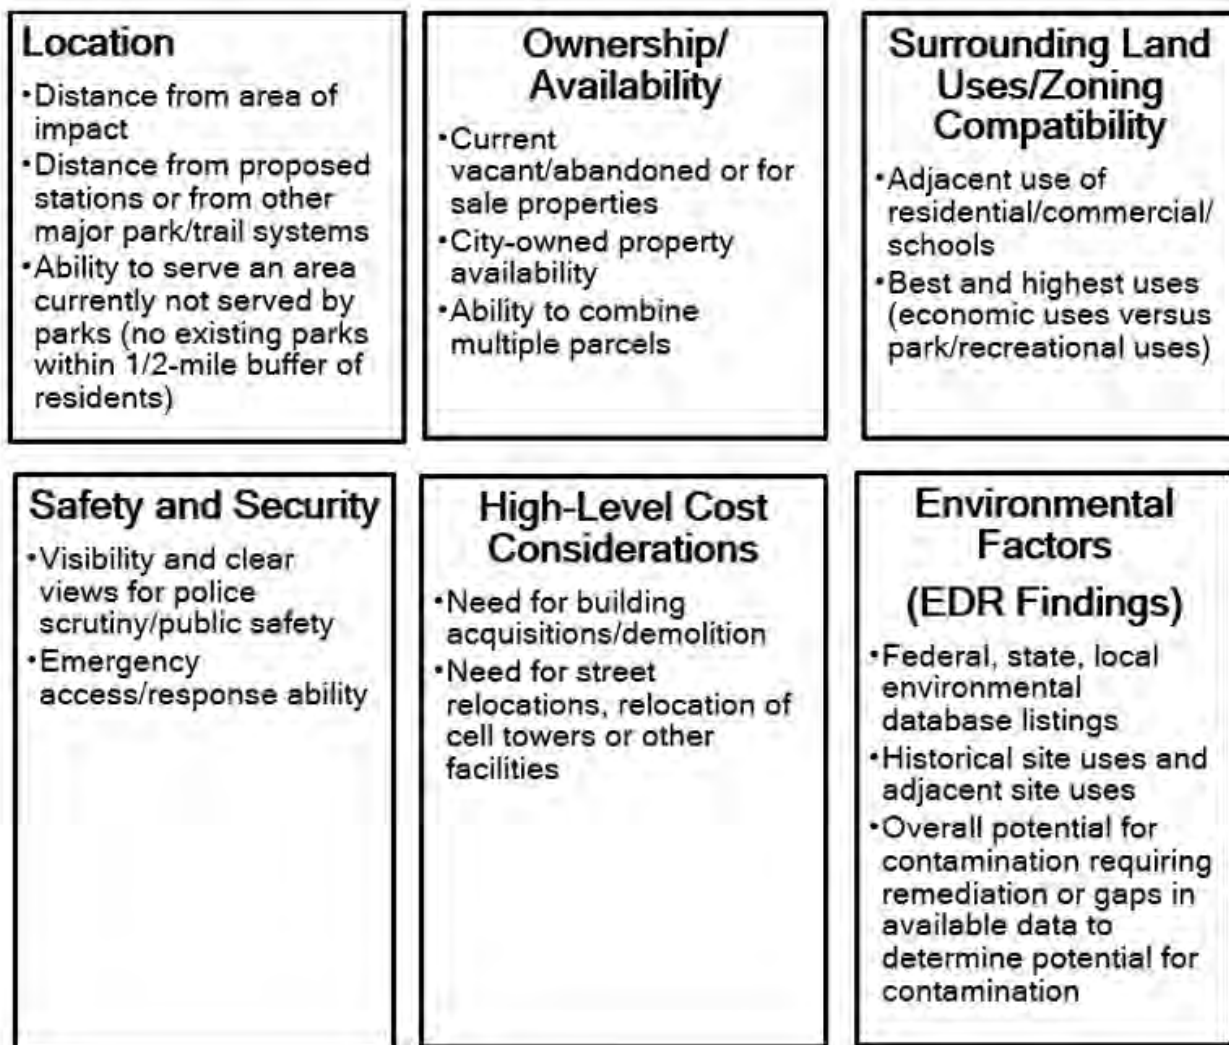 Location
•Distance from area of
impact
•Distance from proposed
stations or from other
major park/trail systems
•Ability to serve an area
currently not served by
parks (no existing parks
within 1/2-mile buffer of
residents)
Ownership/
Availability
•Current
vacant/abandoned or for
sale properties
•City-owned property
availability
•Ability to combine
multiple parcels
Surrounding Land
Uses/Zoning
Compatibility
•Adjacent use of
residential/commercial/
schools
•Best and highest uses
(economic uses versus
park/recreational uses)
Safety and Security
•Visibility and clear
views for police
scrutiny/public safety
•Emergency
access/response ability
High-Level Cost
Considerations
•Need for building
acquisitions/demolition
•Need for street
relocations, relocation of
cell towers or other
facilities
Environmental
Factors
(EDR Findings)
•Federal, state, local
environmental
database listings
•Historical site uses and
adjacent site uses
•Overall potential for
contamination requiring
remediation or gaps in
available data to
determine potential for
contamination